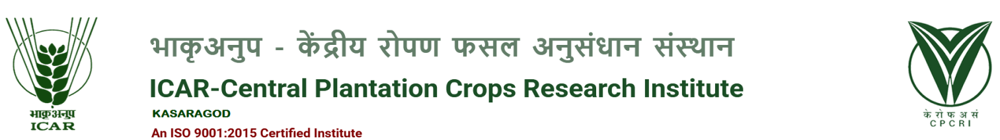 भाकृअनुप
ICAR
भाकृअनुप - केंद्रीय रोपण फसल अनुसंधान संस्थान
ICAR-Central Plantation Crops Research Institute
KASARAGOD
An ISO 9001:2015 Certified Institute
के रो फ अ सं
CPCRI